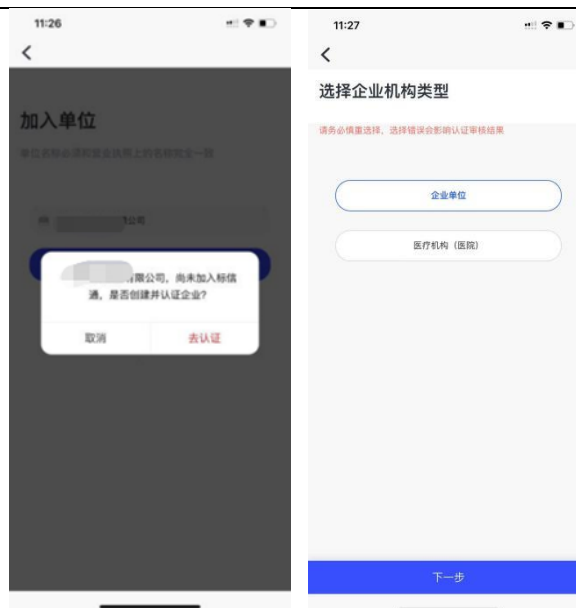 11:26
加入单位
单位名称必须和营业执照上的名称完全一致
限公司
有限公司，尚未加入标信
通，是否创建并认证企业?
取消
去认证
11:27
选择企业机构类型
请务必慎重选择，选择错误会影响认证审核结果
企业单位
医疗机构（医院）
下一步